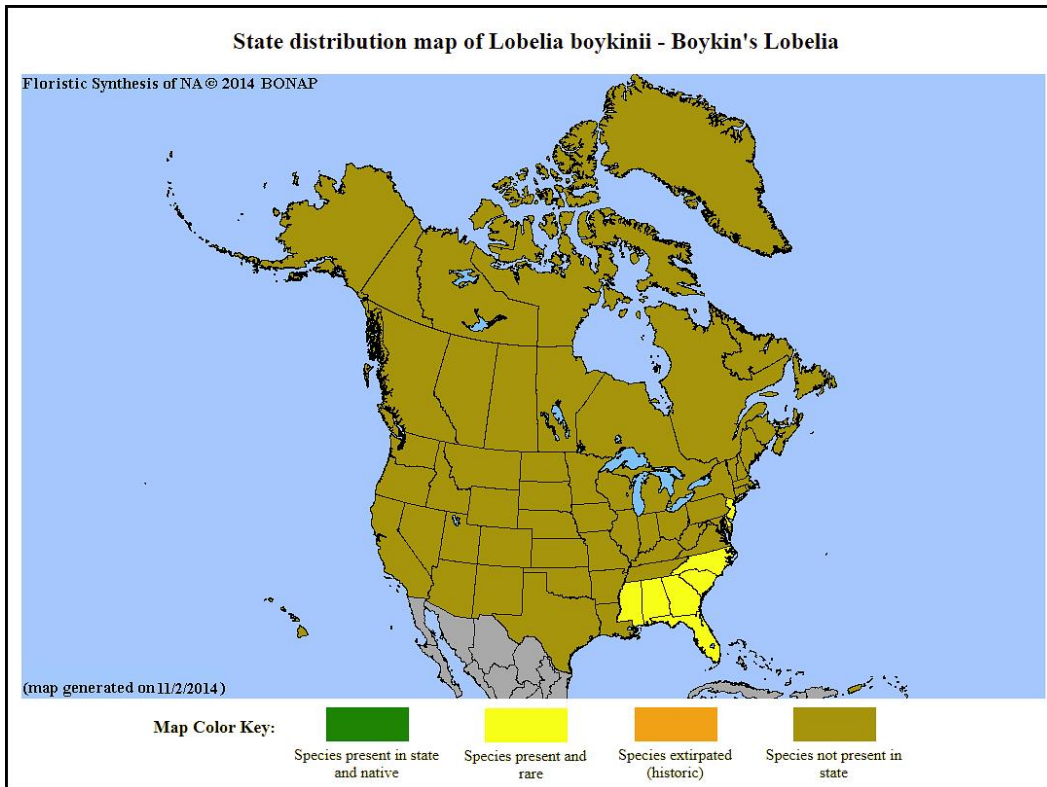 State distribution map of Lobelia boykinii - Boykin's Lobelia
Floristic Synthesis of NA © 2014 BONAP
(map generated on 11/2/2014)
Map Color Key:
Species present in state
and native
Species present and
rare
Species extirpated
(historic)
Species not present in
state